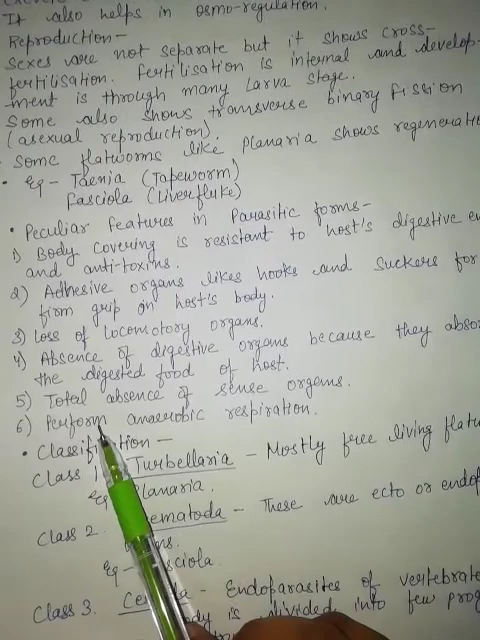 It also helps in osmo-regulation.
Reproduction-
Sexes are not separate but it shows cross-
fertilisation. Fertilisation is internal and develop-
ment is through many Larva stage.
Some also shows transverse binary fission
(asexual reproduction).
Some flatworms like planaria shows regenerati
• Eg- Taenia (Tapeworm)
Fasciola (Liverfluke)
• Peculiar features in Parasitic forms-
1) Body covering is resistant to host's digestive en
and anti-toxins.
2) Adhesive organs likes hooks and suckers for
firm grip on host's body.
3) Loss of locomotory organs.
4) Absence of digestive organs because they abso
the digested food of host.
5) Total absence of sense organs.
6) Perform anaerobic respiration.
• Classification-
Class 1 Turbellaria - Mostly free living flatw
Eg Planaria.
Class 2. ematoda - These are ecto or endo
Eg- sciola
Class 3. - Endoparasites of vertebrate
ody is divided into few prog